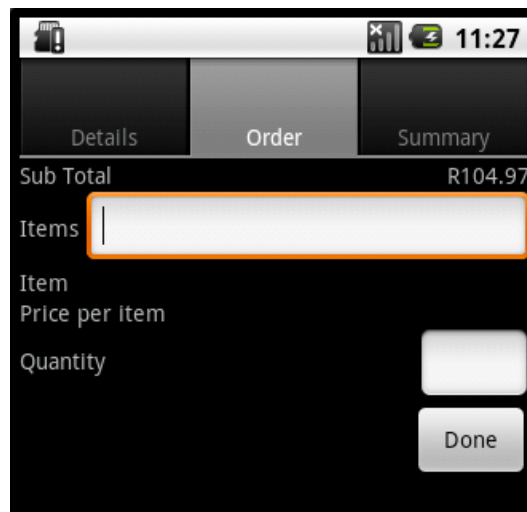 11:27
Details Order Summary
Sub Total R104.97
Items
Item
Price per item
Quantity
Done